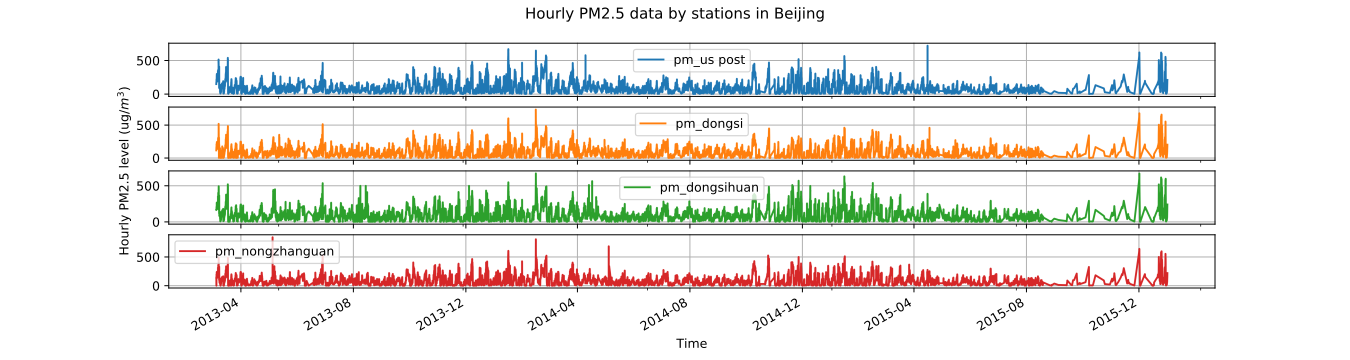 Hourly PM2.5 data by stations in Beijing
Hourly PM2.5 level (ug/m³)
500
0
pm_us post
500
0
pm_dongsi
500
0
pm_dongsihuan
500
0
pm_nongzhanguan
2013-04 2013-08 2013-12 2014-04 2014-08 2014-12 2015-04 2015-08 2015-12
Time